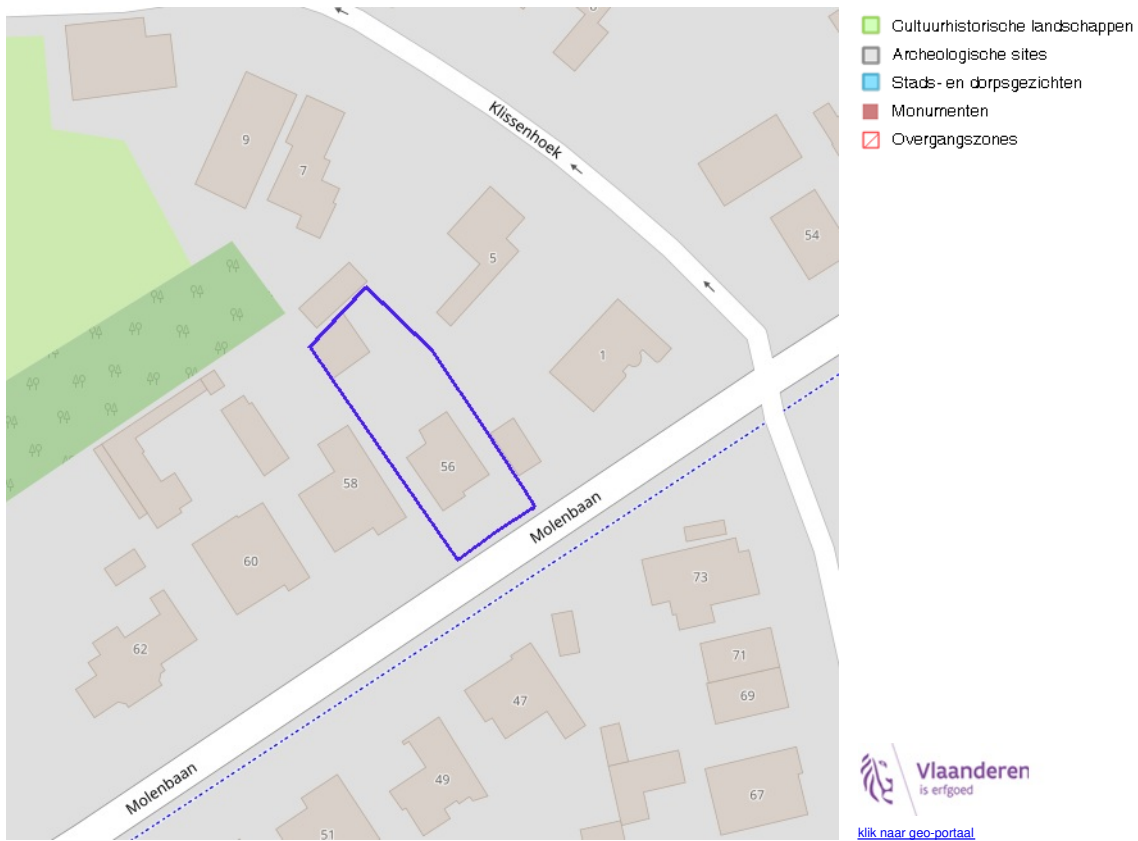 Cultuurhistorische landschappen
Archeologische sites
Stads- en dorpsgezichten
Monumenten
Overgangszones
Klissenhoek
9
7
54
5
1
56
58
Molenbaan
60
73
62
71
69
47
Molenbaan
49
67
51
Vlaanderen
is erfgoed
klik naar geo-portaal